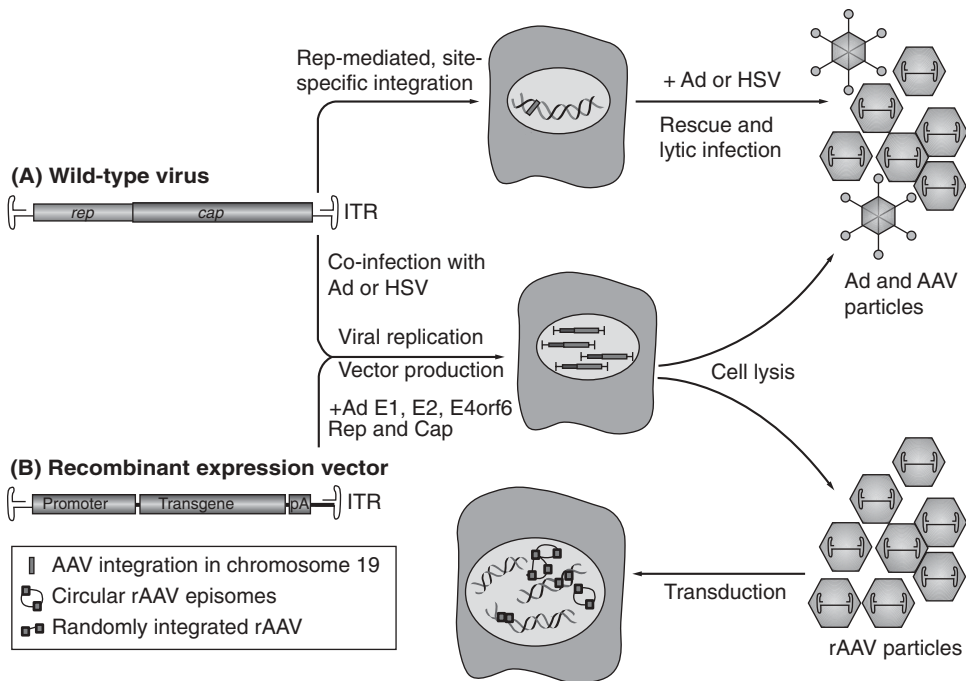 Rep-mediated, site-
specific integration
+ Ad or HSV
Rescue and
lytic infection
(A) Wild-type virus
rep
cap
ITR
Co-infection with
Ad or HSV
Ad and AAV
particles
Viral replication
Vector production
Cell lysis
+Ad E1, E2, E4orf6
Rep and Cap
(B) Recombinant expression vector
Promoter
Transgene
pA
ITR
AAV integration in chromosome 19
Circular rAAV episomes
Randomly integrated rAAV
Transduction
rAAV particles